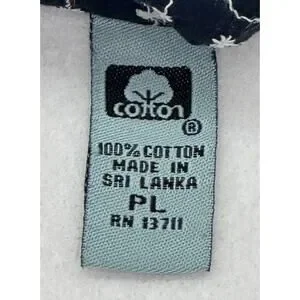 cotton
®
100% COTTON
MADE IN
SRI LANKA
PL
RN 13711